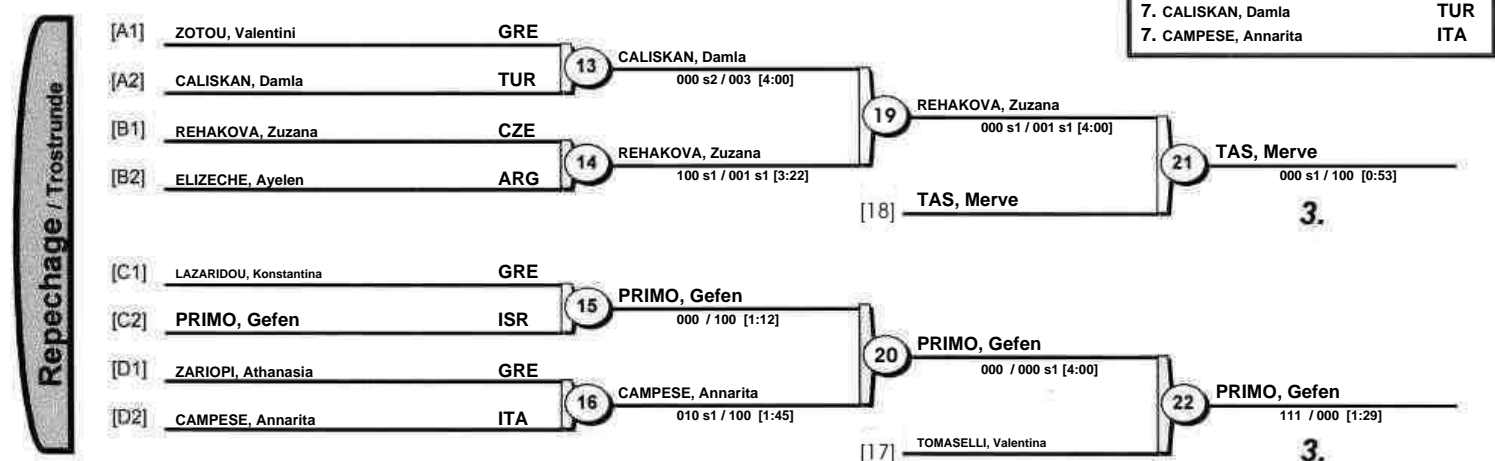 7. CALISKAN, Damla TUR
7. CAMPESE, Annarita ITA
Repechage / Trostrunde
[A1] ZOTOU, Valentini GRE
[A2] CALISKAN, Damla TUR
13 CALISKAN, Damla
000 s2 / 003 [4:00]
[B1] REHAKOVA, Zuzana CZE
[B2] ELIZECHE, Ayelen ARG
14 REHAKOVA, Zuzana
100 s1 / 001 s1 [3:22]
19 REHAKOVA, Zuzana
000 s1 / 001 s1 [4:00]
[18] TAS, Merve
21 TAS, Merve
000 s1 / 100 [0:53]
3.
[C1] LAZARIDOU, Konstantina GRE
[C2] PRIMO, Gefen ISR
15 PRIMO, Gefen
000 / 100 [1:12]
[D1] ZARIOPI, Athanasia GRE
[D2] CAMPESE, Annarita ITA
16 CAMPESE, Annarita
010 s1 / 100 [1:45]
20 PRIMO, Gefen
000 / 000 s1 [4:00]
[17] TOMASELLI, Valentina
22 PRIMO, Gefen
111 / 000 [1:29]
3.